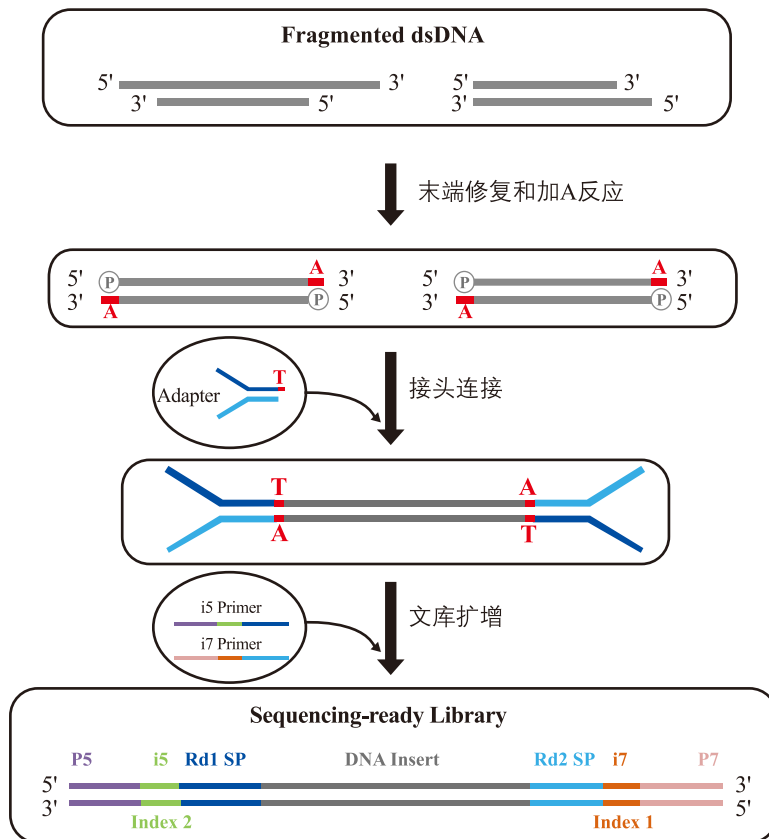 Fragmented dsDNA
5' 3' 5' 3'
3' 5' 3' 5'
末端修复和加A反应
A A
5' P 3' 5' P 3'
3' P 5' 3' P 5'
A A
Adapter T
接头连接
T A
A T
i5 Primer
i7 Primer
文库扩增
Sequencing-ready Library
P5 i5 Rd1 SP DNA Insert Rd2 SP i7 P7
5' 3'
3' 5'
Index 2 Index 1